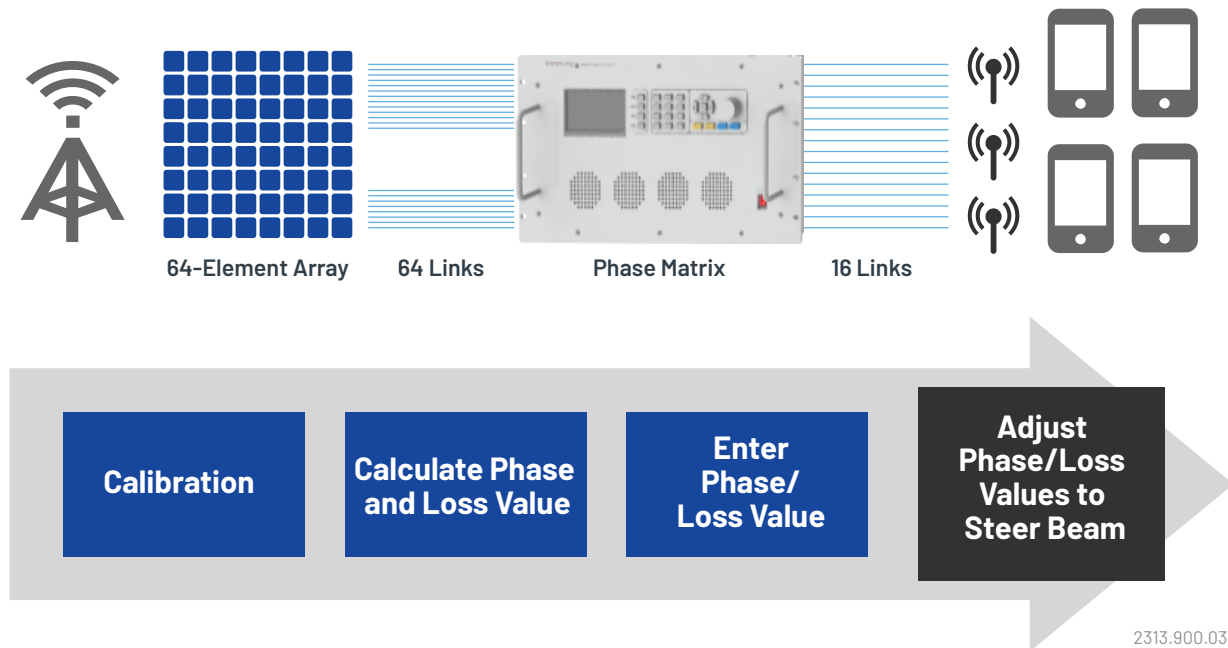 64-Element Array
64 Links
Phase Matrix
16 Links
Calibration
Calculate Phase
and Loss Value
Enter
Phase/
Loss Value
Adjust
Phase/Loss
Values to
Steer Beam
2313.900.03